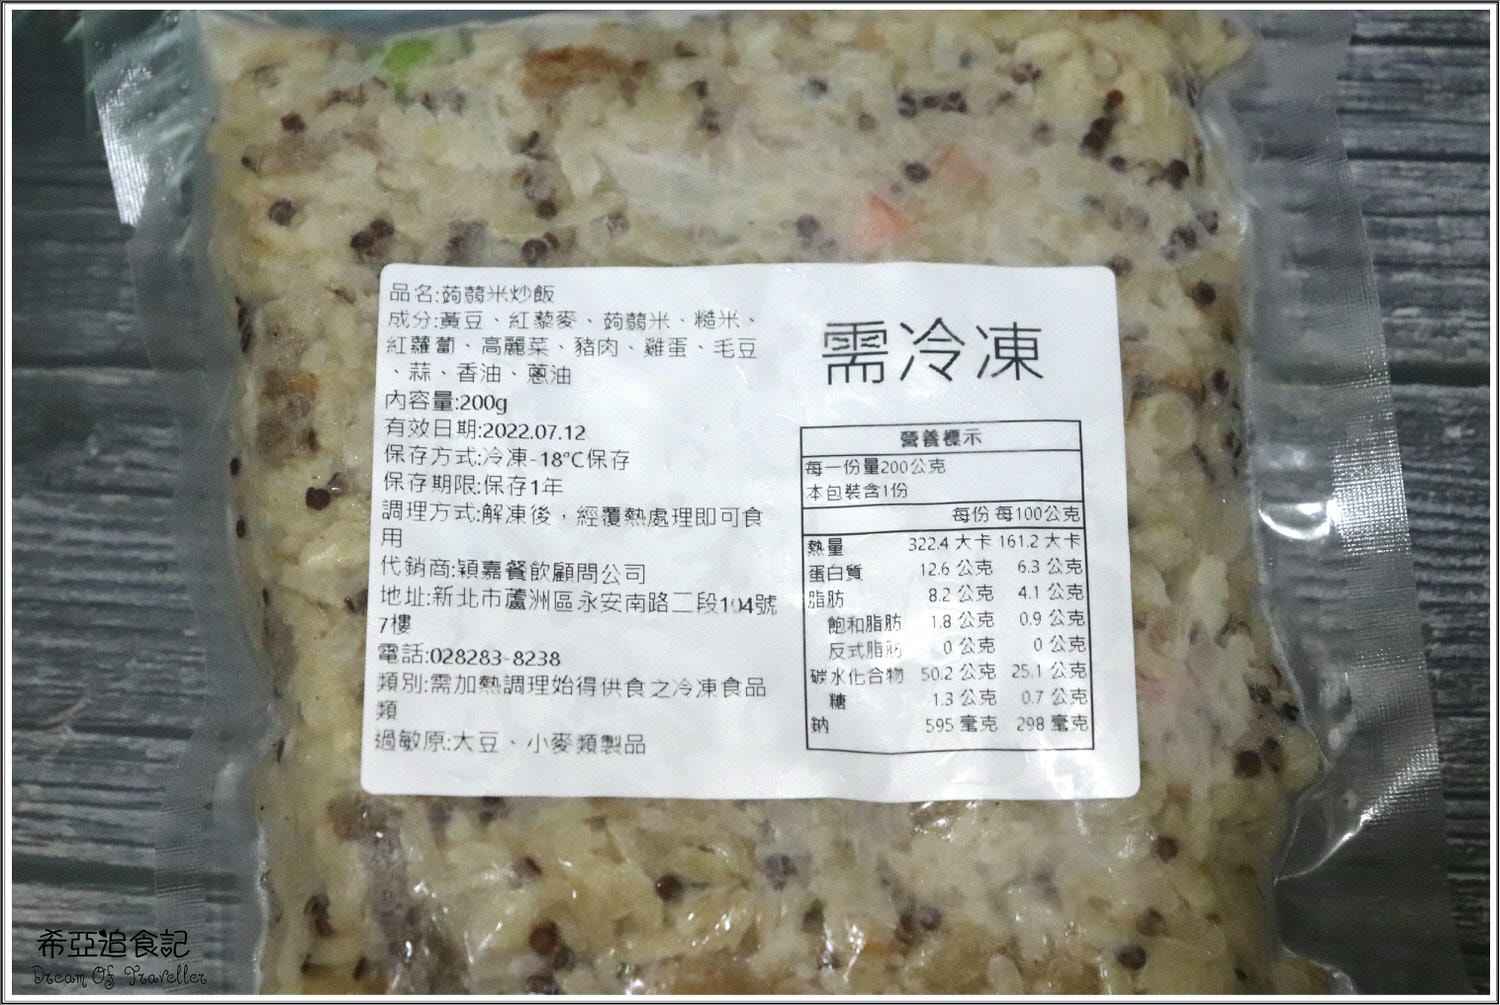 品名:蒟蒻米炒飯
成分:黃豆、紅藜麥、蒟蒻米、糙米、
紅蘿蔔、高麗菜、豬肉、雞蛋、毛豆
、蒜、香油、蔥油
內容量:200g
有效日期:2022.07.12
保存方式:冷凍-18°C保存
保存期限:保存1年
調理方式:解凍後，經覆熱處理即可食
用
代銷商:穎嘉餐飲顧問公司
地址:新北市蘆洲區永安南路二段104號
7樓
電話:028283-8238
類別:需加熱調理始得供食之冷凍食品
類
過敏原:大豆、小麥類製品
需冷凍
營養標示
每一份量200公克
本包裝含1份
每份 每100公克
熱量 322.4 大卡 161.2 大卡
蛋白質 12.6 公克 6.3 公克
脂肪 8.2 公克 4.1 公克
飽和脂肪 1.8 公克 0.9 公克
反式脂肪 0 公克 0 公克
碳水化合物 50.2 公克 25.1 公克
糖 1.3 公克 0.7 公克
鈉 595 毫克 298 毫克
希亞追食記
Dream Of Traveller